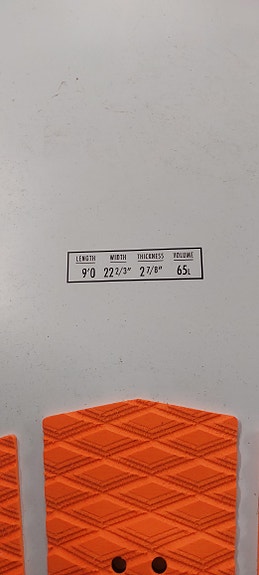 LENGTH WIDTH THICKNESS VOLUME
9'0 22 2/3" 2 7/8" 65L